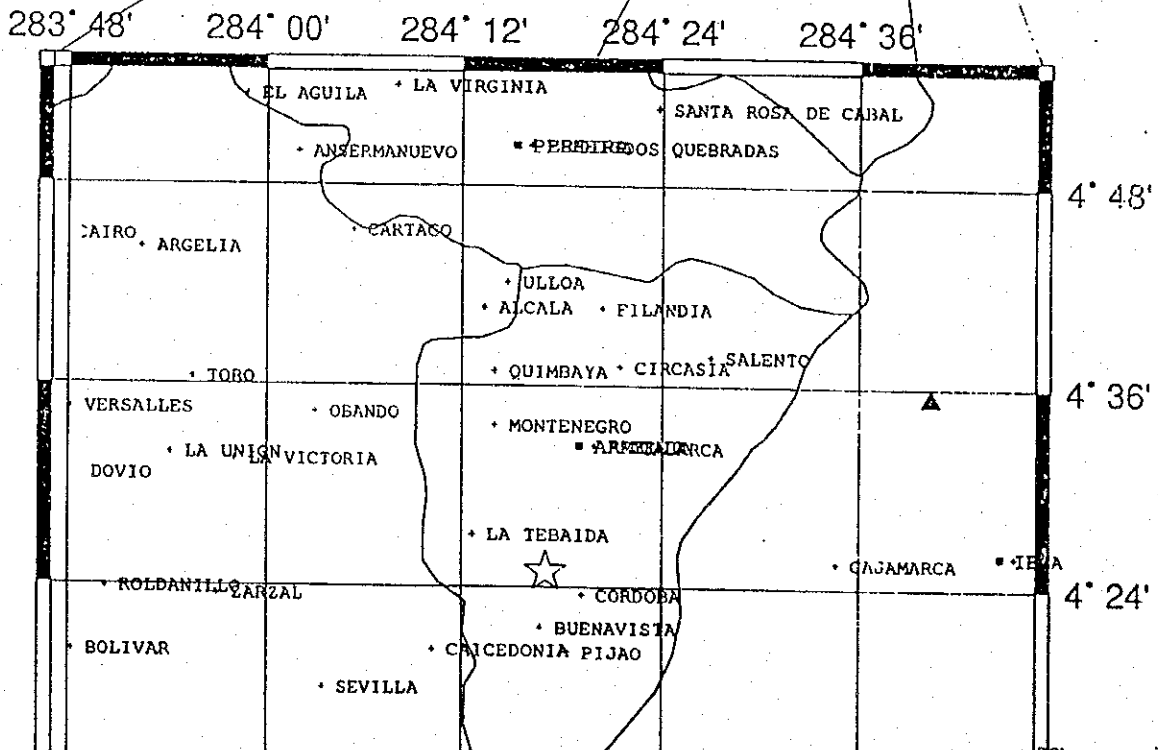 283° 48' 284° 00' 284° 12' 284° 24' 284° 36'
EL AGUILA
LA VIRGINIA
SANTA ROSA DE CABAL
ANSERMANUEVO
DOS QUEBRADAS
4° 48'
CAIRO
ARGELIA
CARTAGO
ULLOA
ALCALA
FILANDIA
TORO
QUIMBAYA
CIRCASIA
SALENTO
4° 36'
VERSALLES
OBANDO
MONTENEGRO
LA UNION
LA VICTORIA
DOVIO
LA TEBAIDA
CAJAMARCA
ROLDANILLO
ZARZAL
CORDOBA
4° 24'
BUENAVISTA
BOLIVAR
CAICEDONIA
PIJAO
SEVILLA